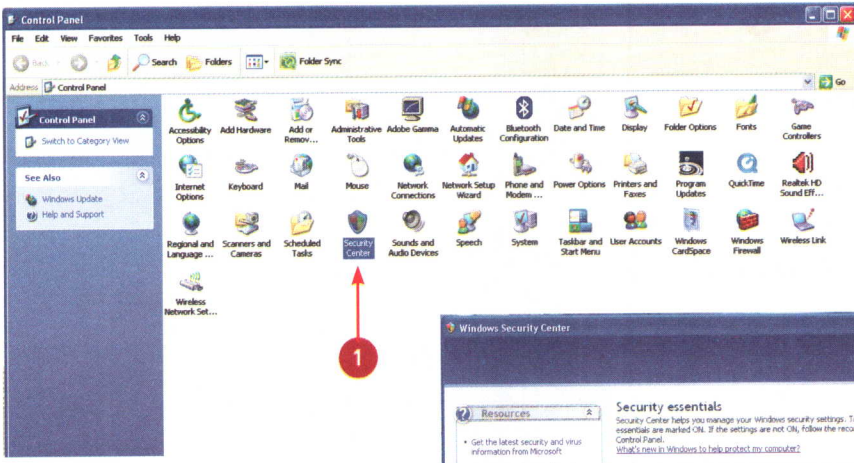 Control Panel
File Edit View Favorites Tools Help
Back Search Folders Folder Sync
Address Control Panel Go
Control Panel
Switch to Category View
See Also
Windows Update
Help and Support
Accessibility Options
Add Hardware
Add or Remov...
Administrative Tools
Adobe Gamma
Automatic Updates
Bluetooth Configuration
Date and Time
Display
Folder Options
Fonts
Game Controllers
Internet Options
Keyboard
Mail
Mouse
Network Connections
Network Setup Wizard
Phone and Modem ...
Power Options
Printers and Faxes
Program Updates
QuickTime
Realtek HD Sound Eff...
Regional and Language ...
Scanners and Cameras
Scheduled Tasks
Security Center
Sounds and Audio Devices
Speech
System
Taskbar and Start Menu
User Accounts
Windows CardSpace
Windows Firewall
Wireless Link
Wireless Network Set...
1
Windows Security Center
Resources
• Get the latest security and virus
information from Microsoft
Security essentials
Security Center helps you manage your Windows security settings. T
essentials are marked ON. If the settings are not ON, follow the reco
Control Panel.
What's new in Windows to help protect my computer?